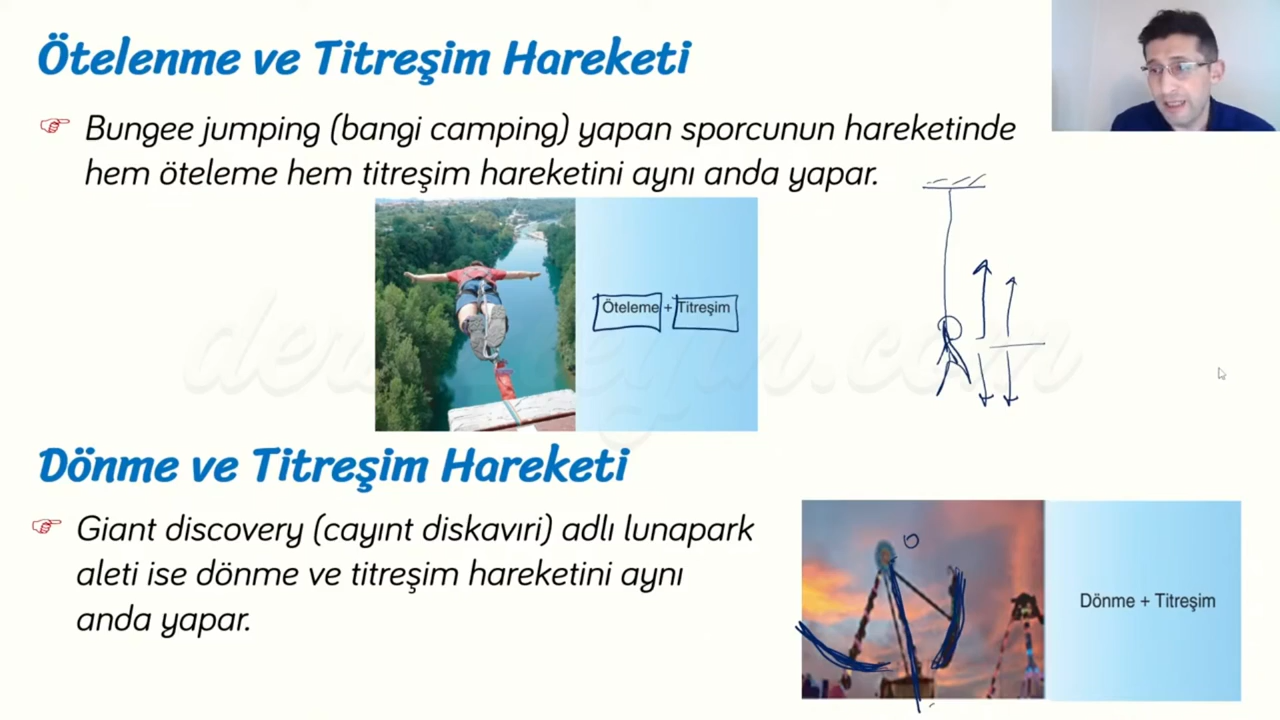 Ötelenme ve Titreşim Hareketi
Bungee jumping (bangi camping) yapan sporcunun hareketinde
hem öteleme hem titreşim hareketini aynı anda yapar.
Öteleme + Titreşim
Dönme ve Titreşim Hareketi
Giant discovery (cayınt diskavıri) adlı lunapark
aleti ise dönme ve titreşim hareketini aynı
anda yapar.
Dönme + Titreşim